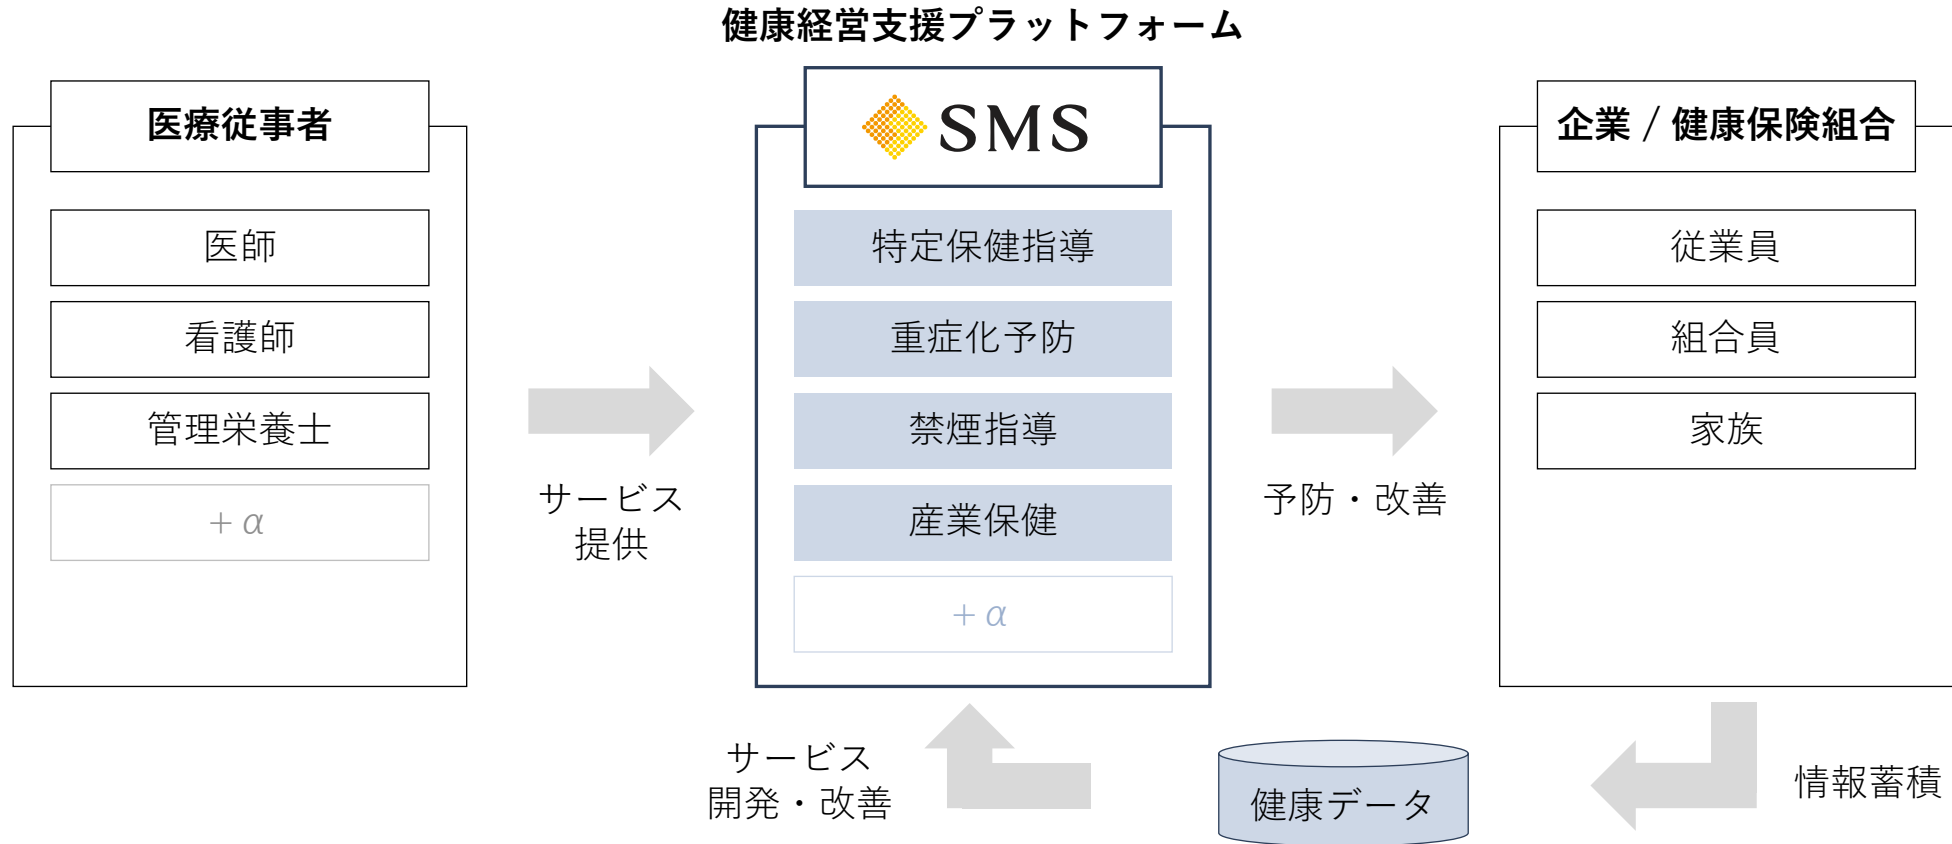 健康経営支援プラットフォーム
医療従事者
医師
看護師
管理栄養士
+ α
サービス
提供
SMS
特定保健指導
重症化予防
禁煙指導
産業保健
+ α
予防・改善
企業 / 健康保険組合
従業員
組合員
家族
情報蓄積
健康データ
サービス
開発・改善